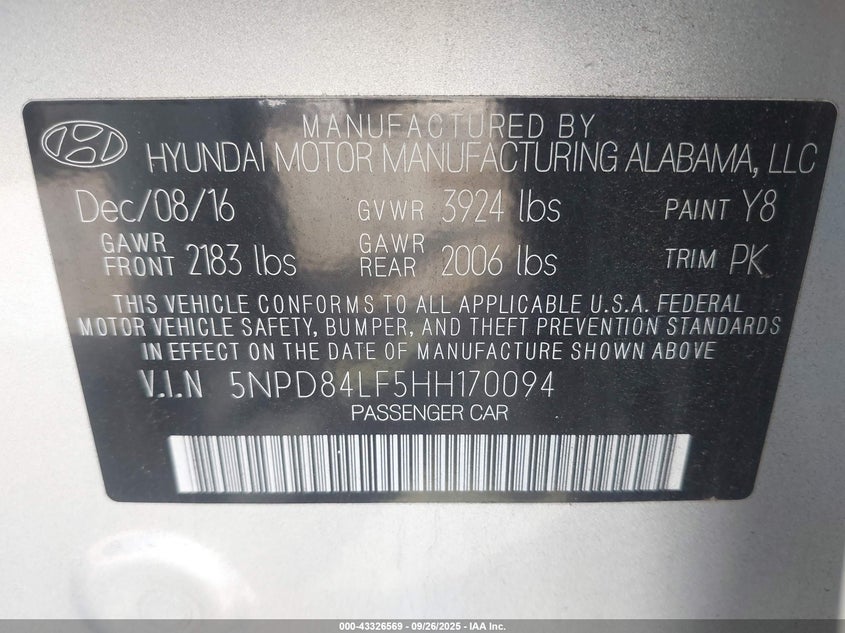 MANUFACTURED BY
HYUNDAI MOTOR MANUFACTURING ALABAMA, LLC
Dec/08/16 GVWR 3924 lbs PAINT Y8
GAWR FRONT 2183 lbs GAWR REAR 2006 lbs TRIM PK
THIS VEHICLE CONFORMS TO ALL APPLICABLE U.S.A. FEDERAL
MOTOR VEHICLE SAFETY, BUMPER, AND THEFT PREVENTION STANDARDS
IN EFFECT ON THE DATE OF MANUFACTURE SHOWN ABOVE
V.I.N 5NPD84LF5HH170094
PASSENGER CAR
000-43326569 - 09/26/2025 - IAA Inc.